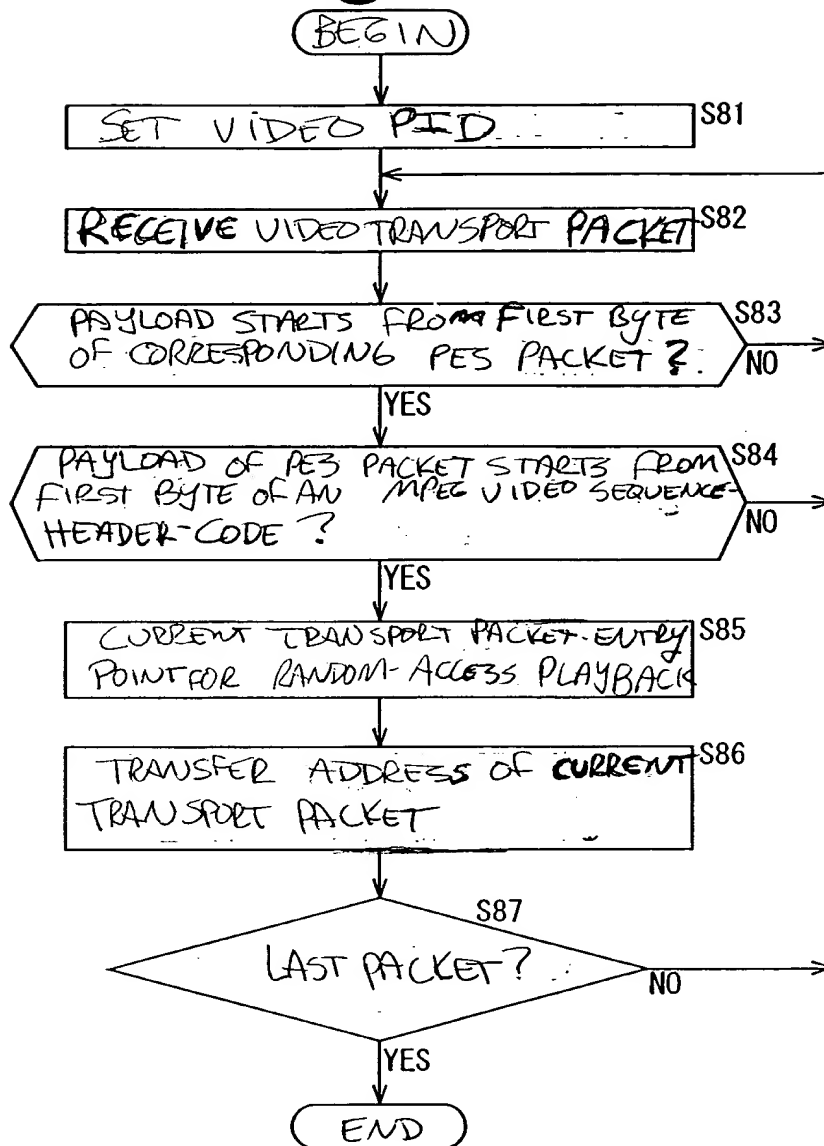 BEGIN
SET VIDEO PID
S81
RECEIVE VIDEO TRANSPORT PACKET
S82
PAYLOAD STARTS FROM FIRST BYTE
OF CORRESPONDING PES PACKET?
S83
NO
YES
PAYLOAD OF PES PACKET STARTS FROM
FIRST BYTE OF AN MPEG VIDEO SEQUENCE-
HEADER-CODE?
S84
NO
YES
CURRENT TRANSPORT PACKET-ENTRY
POINT FOR RANDOM-ACCESS PLAYBACK
S85
TRANSFER ADDRESS OF CURRENT
TRANSPORT PACKET
S86
S87
LAST PACKET?
NO
YES
END